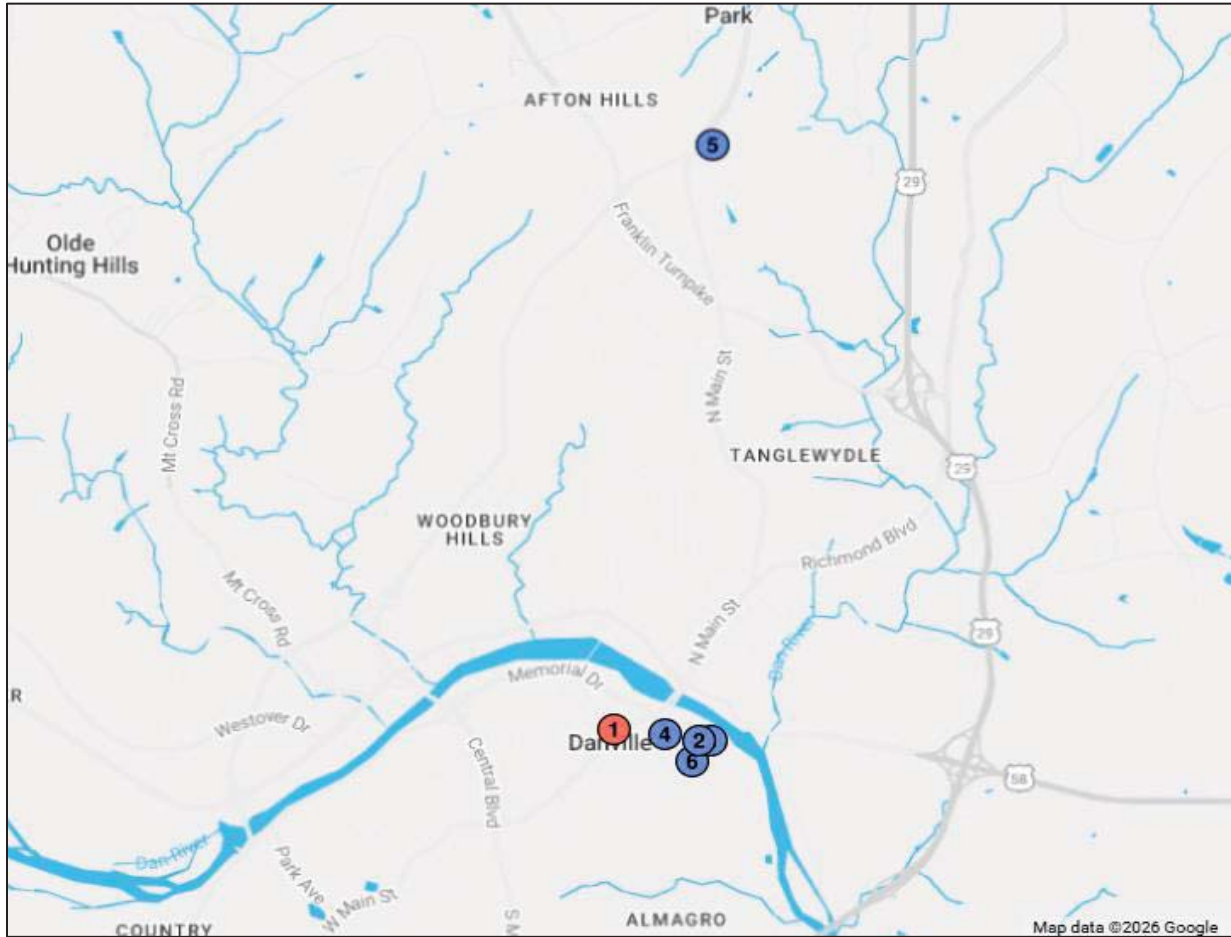 Park
AFTON HILLS
5
29
Olde
Hunting Hills
Franklin Turnpike
Mt Cross Rd
N Main St
TANGLEWYDLE
29
WOODBURY
HILLS
Richmond Blvd
Mt Cross Rd
N Main St
29
Dan River
Memorial Dr
R
Westover Dr
1
4
2
Danville
6
Central Blvd
58
Dan River
Park Ave
W Main St
S M
ALMAGRO
COUNTRY
Map data ©2026 Google